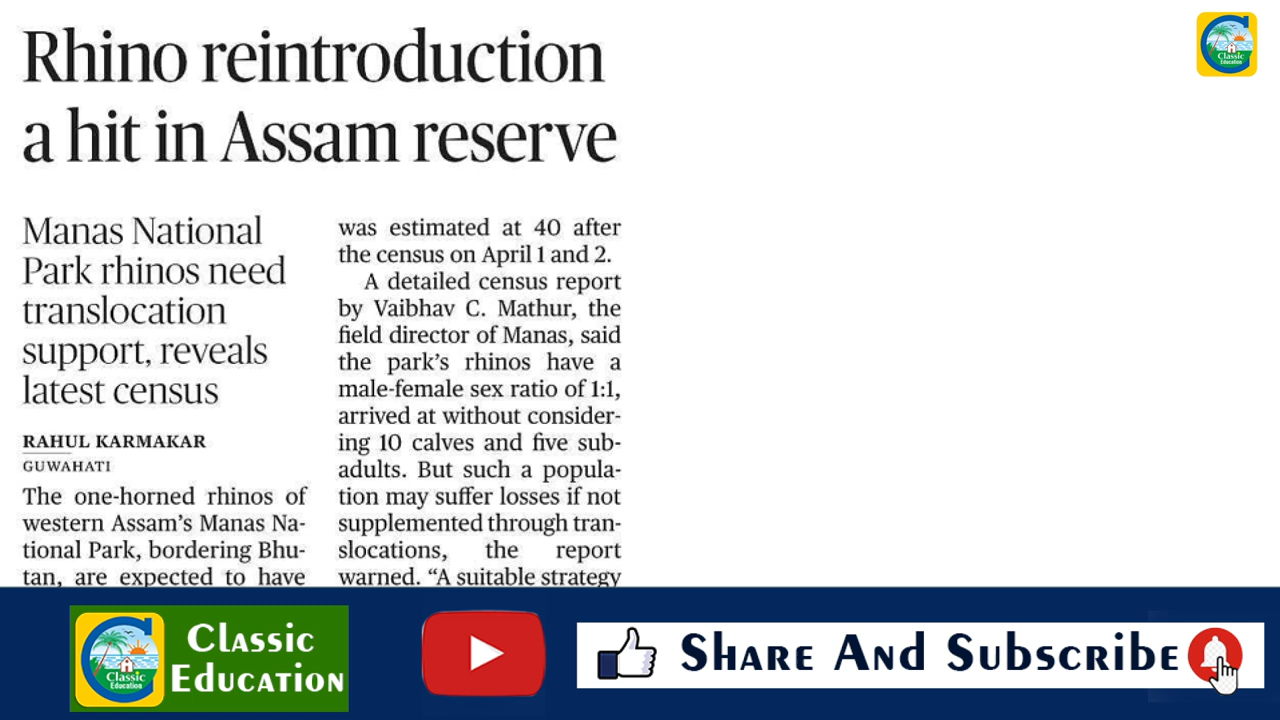 Rhino reintroduction
a hit in Assam reserve
Classic
Education
Manas National
Park rhinos need
translocation
support, reveals
latest census
RAHUL KARMAKAR
GUWAHATI
The one-horned rhinos of
western Assam's Manas Na-
tional Park, bordering Bhu-
tan, are expected to have
was estimated at 40 after
the census on April 1 and 2.
A detailed census report
by Vaibhav C. Mathur, the
field director of Manas, said
the park's rhinos have a
male-female sex ratio of 1:1,
arrived at without consider-
ing 10 calves and five sub-
adults. But such a popula-
tion may suffer losses if not
supplemented through tran-
slocations, the report
warned. “A suitable strategy
Classic
Education
Classic
Education
Share And Subscribe